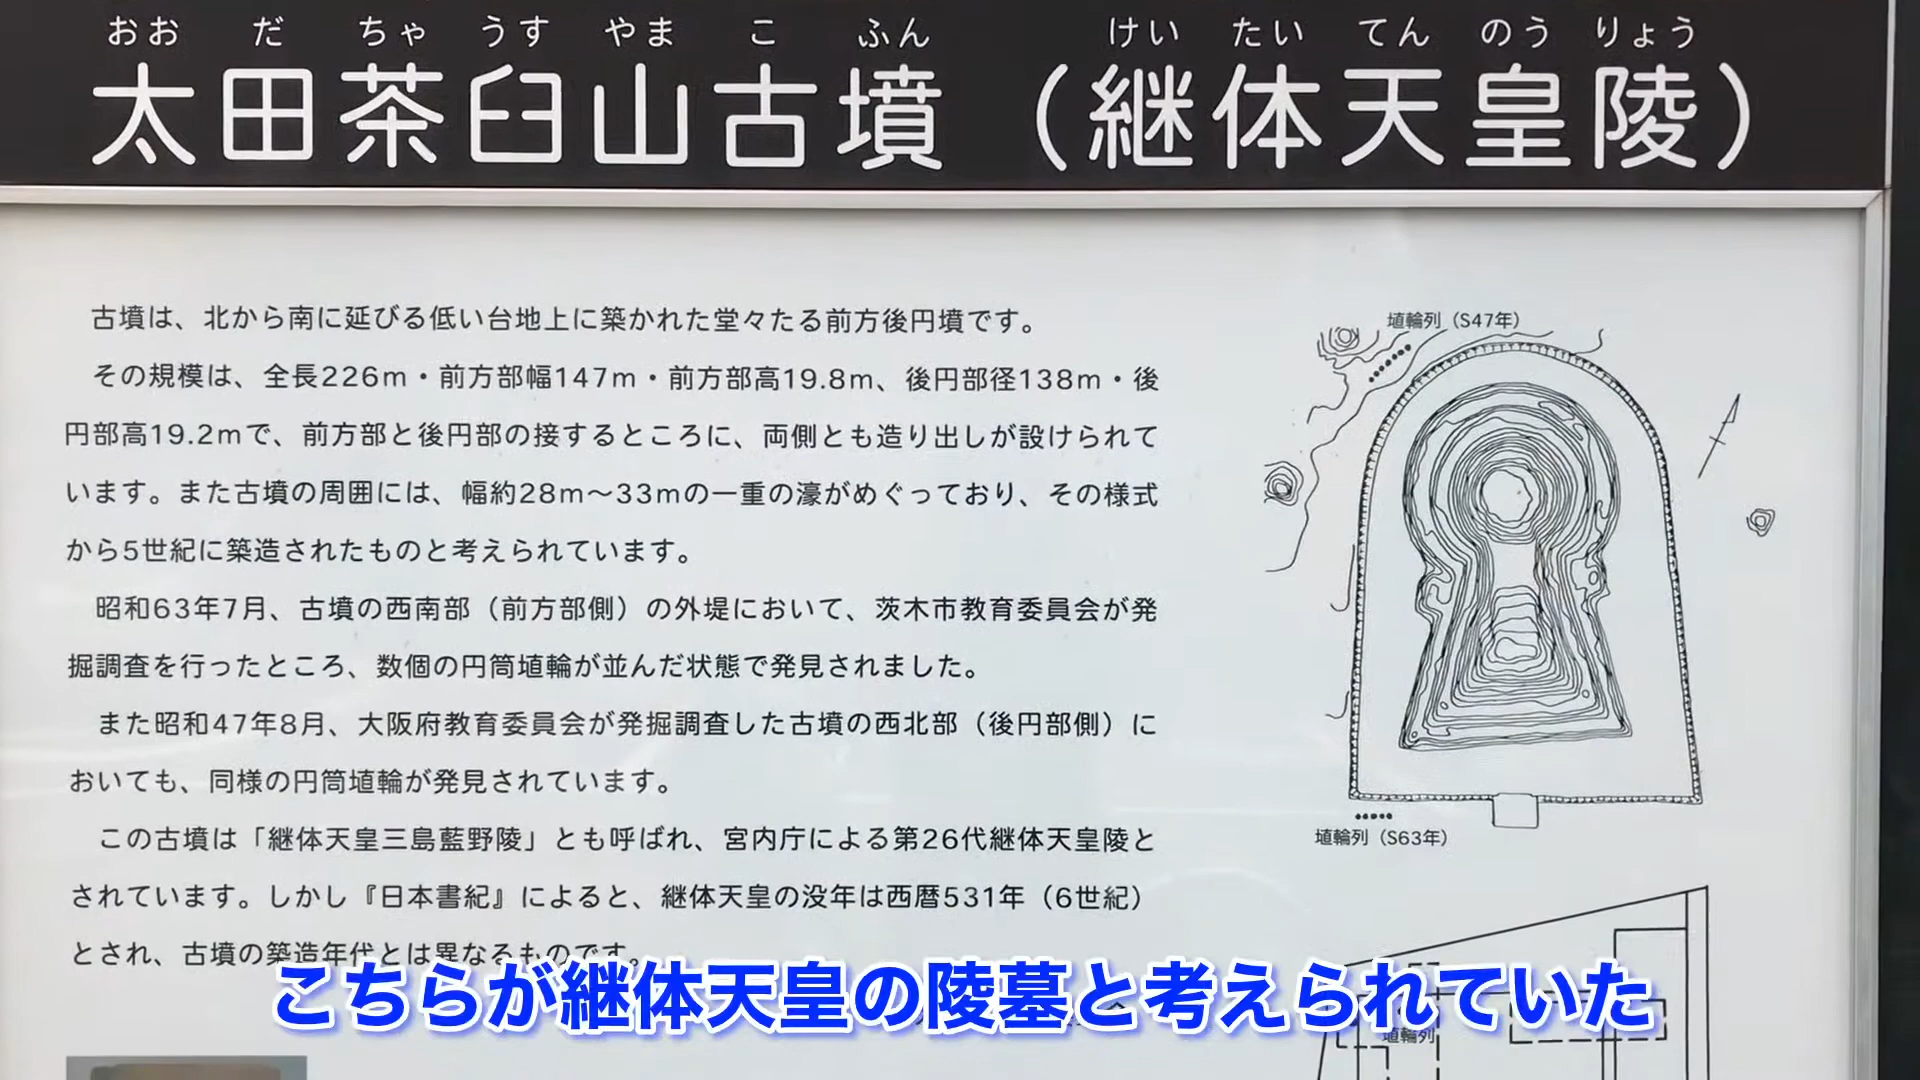 おお だ ちゃ うす やま こ ふん けい たい てん のう りょう
太田茶臼山古墳（継体天皇陵）
古墳は、北から南に延びる低い台地上に築かれた堂々たる前方後円墳です。
その規模は、全長226m・前方部幅147m・前方部高19.8m、後円部径138m・後
円部高19.2mで、前方部と後円部の接するところに、両側とも造り出しが設けられて
います。また古墳の周囲には、幅約28m～33mの一重の濠がめぐっており、その様式
から5世紀に築造されたものと考えられています。
昭和63年7月、古墳の西南部（前方部側）の外堤において、茨木市教育委員会が発
掘調査を行ったところ、数個の円筒埴輪が並んだ状態で発見されました。
また昭和47年8月、大阪府教育委員会が発掘調査した古墳の西北部（後円部側）に
おいても、同様の円筒埴輪が発見されています。
この古墳は「継体天皇三島藍野陵」とも呼ばれ、宮内庁による第26代継体天皇陵と
されています。しかし『日本書紀』によると、継体天皇の没年は西暦531年（6世紀）
とされ、古墳の築造年代とは異なるものです。
埴輪列（S47年）
埴輪列（S63年）
埴輪列
こちらが継体天皇の陵墓と考えられていた